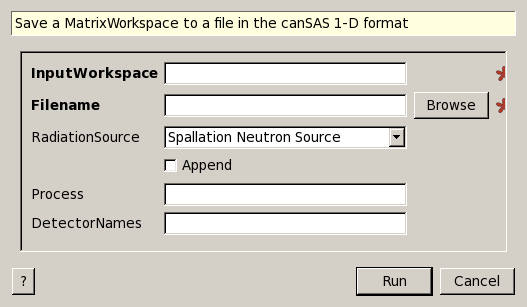 Save a MatrixWorkspace to a file in the canSAS 1-D format
InputWorkspace
Filename
Browse
RadiationSource
Spallation Neutron Source
Append
Process
DetectorNames
?
Run
Cancel